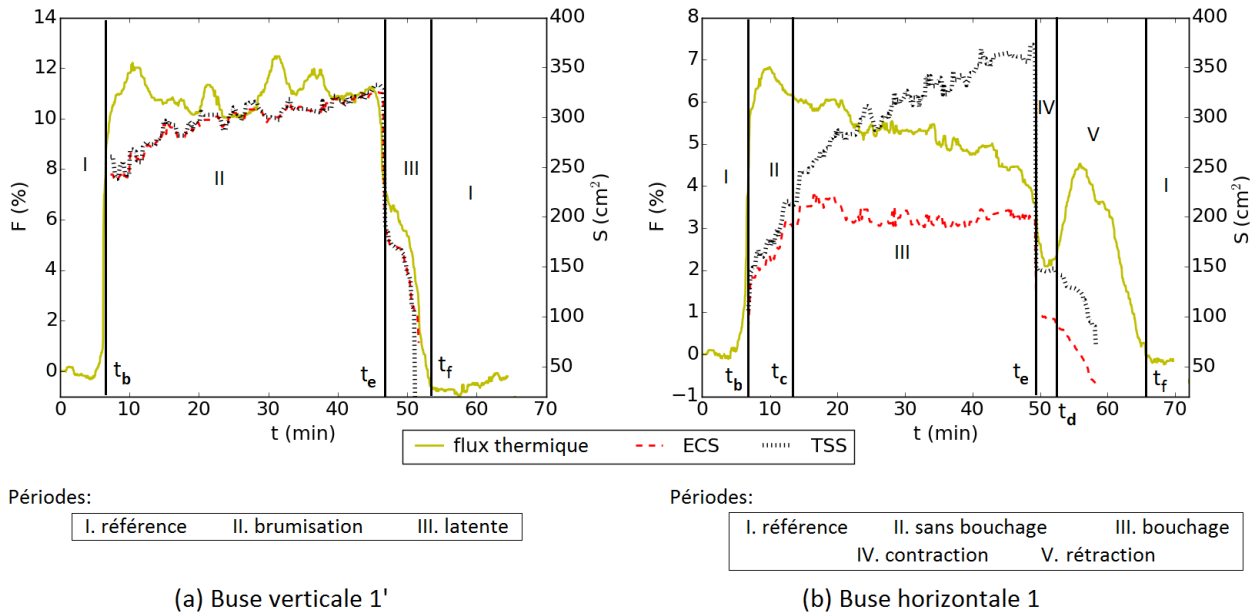 14
12
10
8
6
4
2
0
F (%)
0 10 20 30 40 50 60 70
t (min)
400
350
300
250
200
150
100
50
S (cm²)
I
II
III
I
t_b
t_e
t_f
8
7
6
5
4
3
2
1
0
−1
F (%)
0 10 20 30 40 50 60 70
t (min)
400
350
300
250
200
150
100
50
S (cm²)
I
II
III
IV
V
I
t_b
t_c
t_e
t_d
t_f
flux thermique ECS TSS
Périodes:
I. référence II. brumisation III. latente
(a) Buse verticale 1'
Périodes:
I. référence II. sans bouchage III. bouchage
IV. contraction V. rétraction
(b) Buse horizontale 1